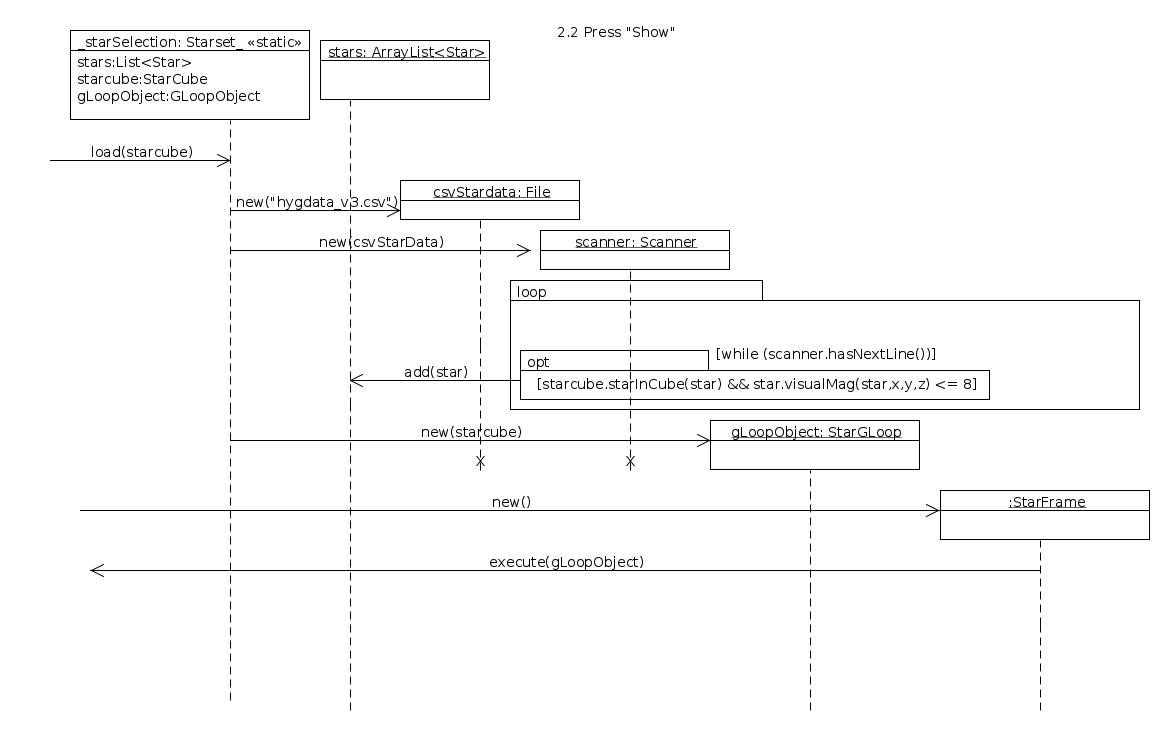 2.2 Press "Show"
_starSelection: Starset_ «static»
stars:List<Star>
starcube:StarCube
gLoopObject:GLoopObject
stars: ArrayList<Star>
load(starcube)
csvStardata: File
new("hygdata_v3.csv")
new(csvStarData)
scanner: Scanner
loop
[while (scanner.hasNextLine())]
opt
add(star)
[starcube.starInCube(star) && star.visualMag(star,x,y,z) <= 8]
new(starcube)
gLoopObject: StarGLoop
X
X
new()
:StarFrame
execute(gLoopObject)